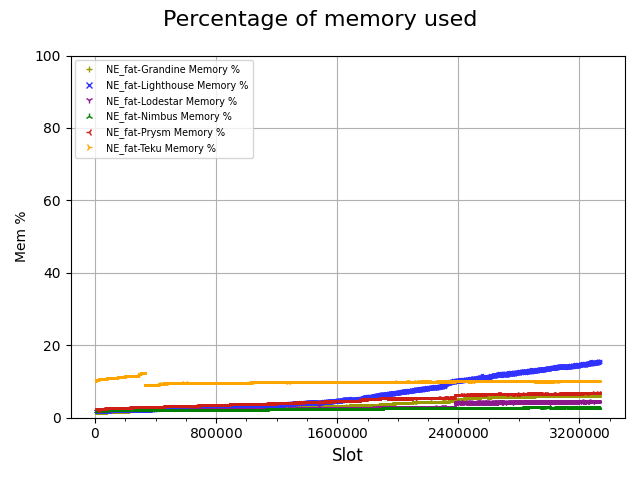 Percentage of memory used
100
80
60
40
20
0
Mem %
NE_fat-Grandine Memory %
NE_fat-Lighthouse Memory %
NE_fat-Lodestar Memory %
NE_fat-Nimbus Memory %
NE_fat-Prysm Memory %
NE_fat-Teku Memory %
0 800000 1600000 2400000 3200000
Slot